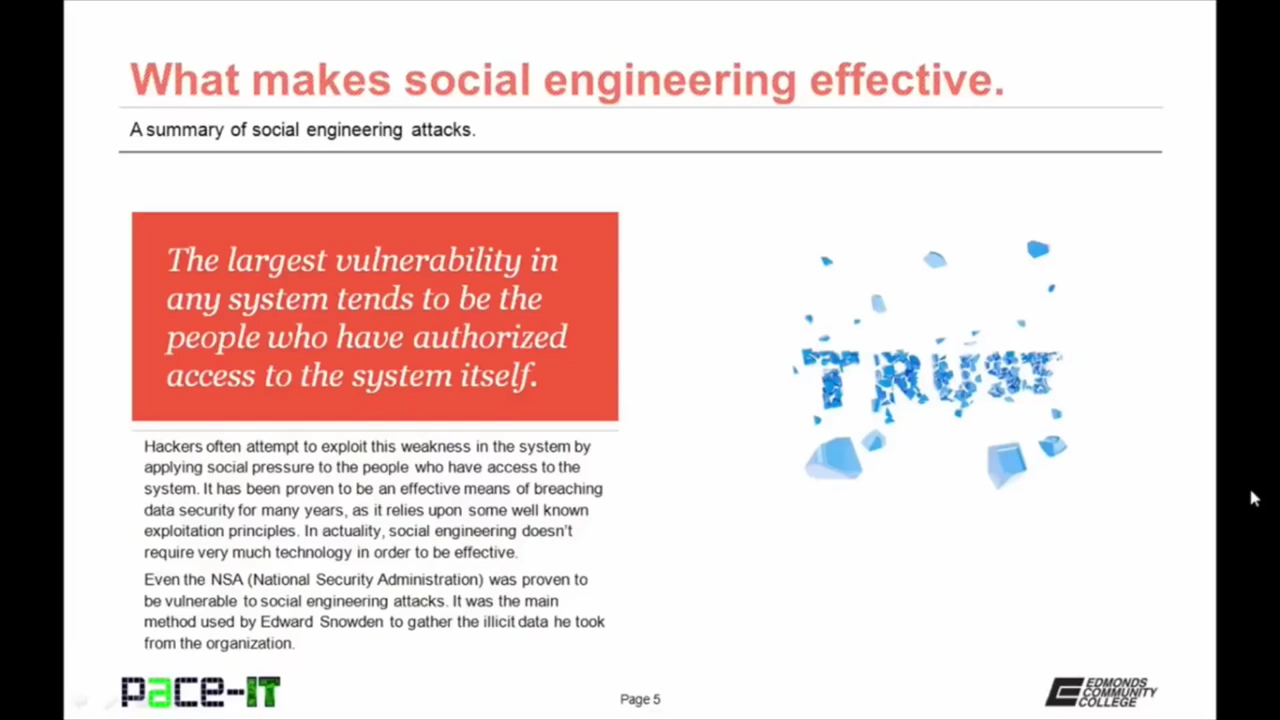 What makes social engineering effective.
A summary of social engineering attacks.
The largest vulnerability in
any system tends to be the
people who have authorized
access to the system itself.
TRUST
Hackers often attempt to exploit this weakness in the system by
applying social pressure to the people who have access to the
system. It has been proven to be an effective means of breaching
data security for many years, as it relies upon some well known
exploitation principles. In actuality, social engineering doesn't
require very much technology in order to be effective.
Even the NSA (National Security Administration) was proven to
be vulnerable to social engineering attacks. It was the main
method used by Edward Snowden to gather the illicit data he took
from the organization.
pace-IT
Page 5
EDMONDS
COMMUNITY
COLLEGE